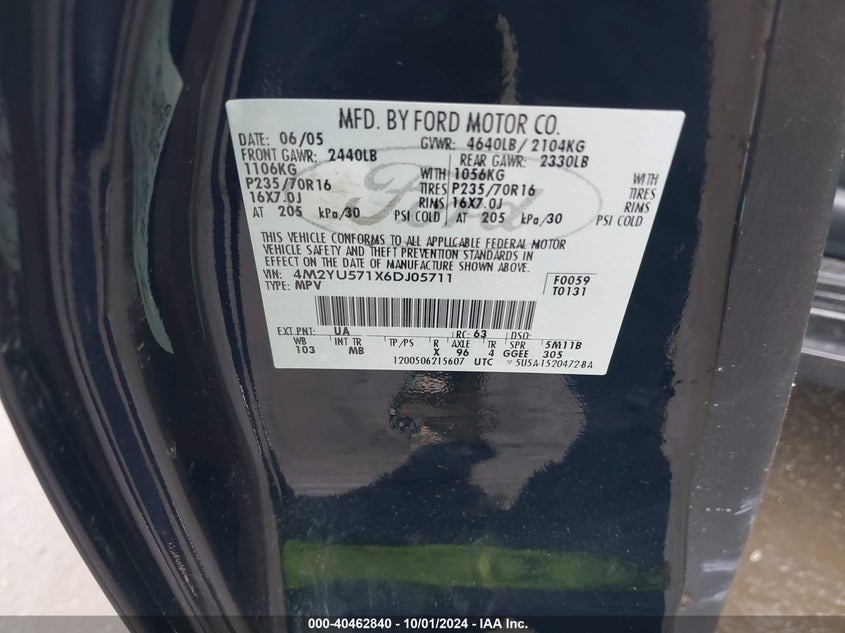 MFD. BY FORD MOTOR CO.
DATE: 06/05 GVWR: 4640LB/ 2104KG
FRONT GAWR: 2440LB REAR GAWR: 2330LB
1106KG WITH 1056KG WITH
P235/70R16 TIRES P235/70R16 TIRES
16X7.0J RIMS 16X7.0J RIMS
AT 205 kPa/30 PSI COLD AT 205 kPa/30 PSI COLD
Ford
THIS VEHICLE CONFORMS TO ALL APPLICABLE FEDERAL MOTOR
VEHICLE SAFETY AND THEFT PREVENTION STANDARDS IN
EFFECT ON THE DATE OF MANUFACTURE SHOWN ABOVE.
VIN: 4M2YU571X6DJ05711 F0059
TYPE: MPV T0131
EXT PNT: UA RC: 63 DSO:
WB INT TR TP/PS R AXLE TR SPR 5M11B
103 MB X 96 4 GGEE 305
1200506215607 UTC 5U5A-1520472-BA
000-40462840 - 10/01/2024 - IAA Inc.